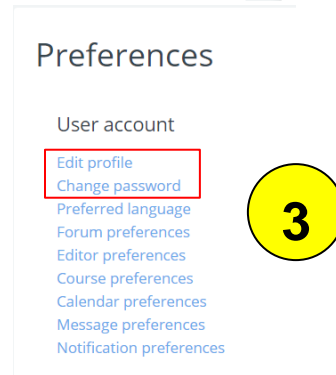 Preferences
User account
Edit profile
Change password
Preferred language
Forum preferences
Editor preferences
Course preferences
Calendar preferences
Message preferences
Notification preferences
3